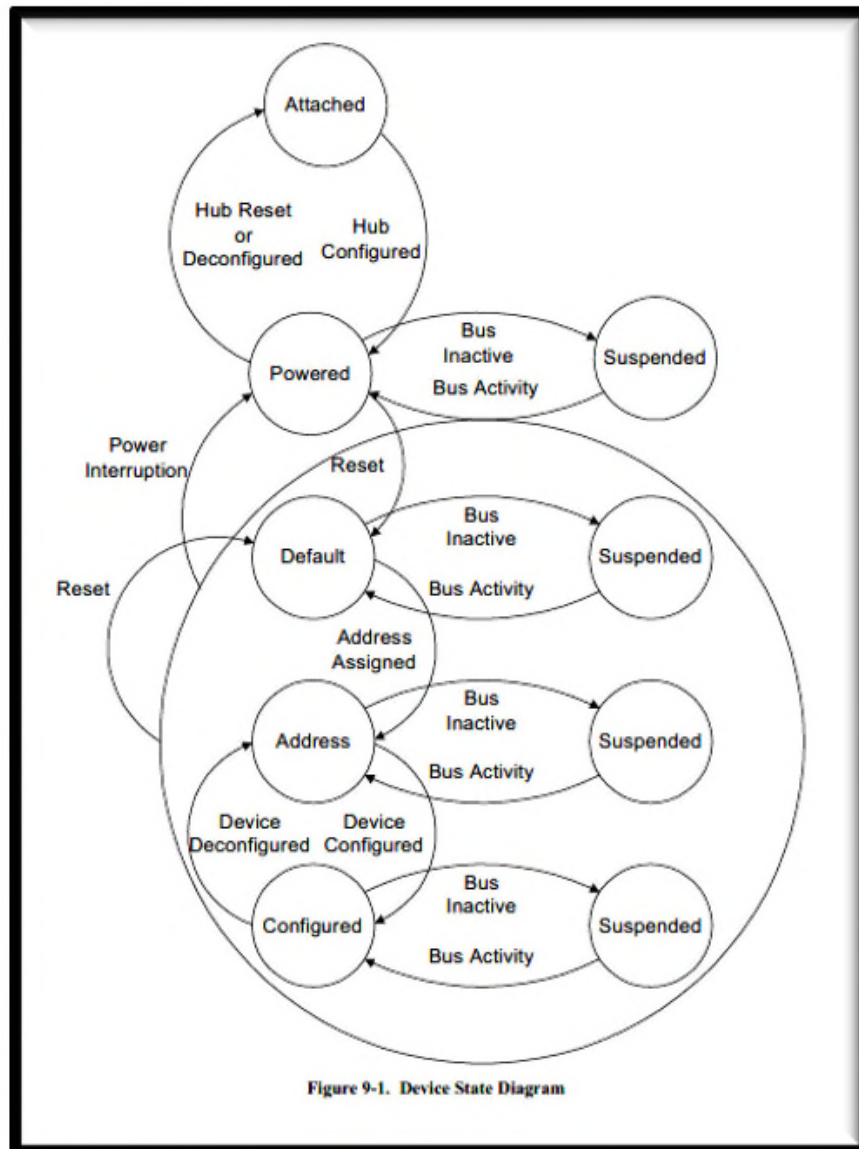 Attached
Hub Reset
or
Deconfigured
Hub
Configured
Powered
Bus
Inactive
Bus Activity
Suspended
Power
Interruption
Reset
Reset
Default
Bus
Inactive
Bus Activity
Suspended
Address
Assigned
Address
Bus
Inactive
Bus Activity
Suspended
Device
Deconfigured
Device
Configured
Configured
Bus
Inactive
Bus Activity
Suspended
Figure 9-1. Device State Diagram